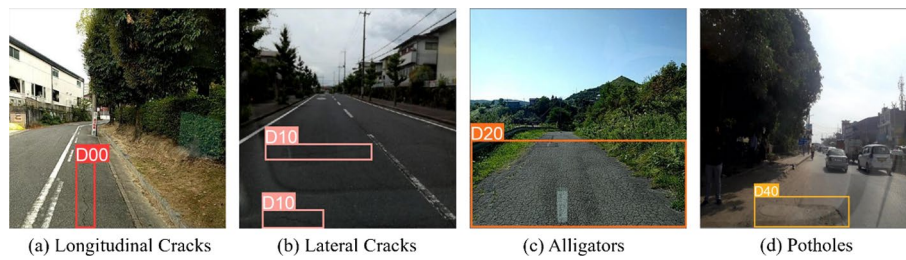 D00
D10
D10
D20
D40
(a) Longitudinal Cracks
(b) Lateral Cracks
(c) Alligators
(d) Potholes